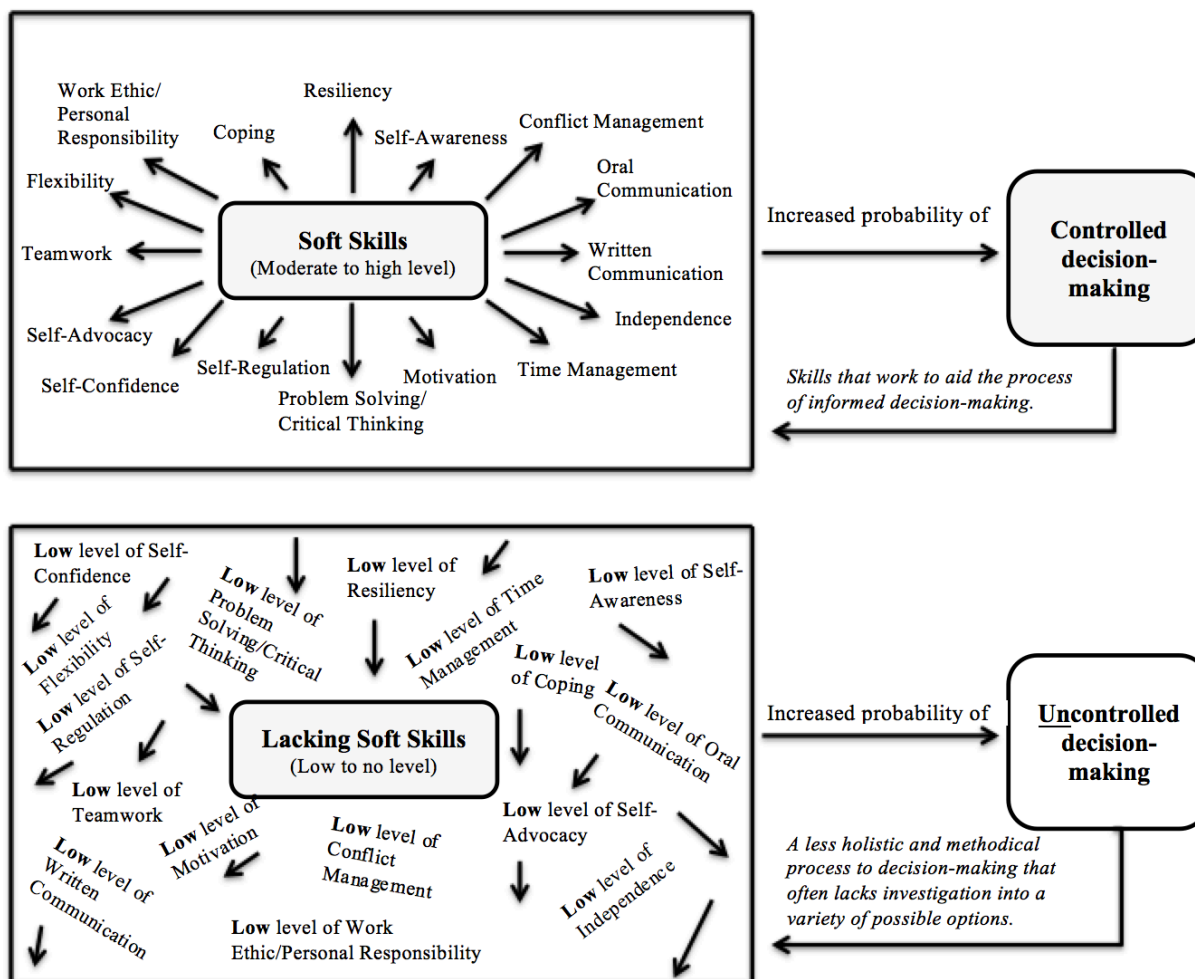 Work Ethic/
Personal
Responsibility
Coping
Resiliency
Self-Awareness
Conflict Management
Flexibility
Oral
Communication
Teamwork
Soft Skills
(Moderate to high level)
Written
Communication
Self-Advocacy
Independence
Self-Confidence
Self-Regulation
Problem Solving/
Critical Thinking
Motivation
Time Management
Increased probability of
Controlled
decision-
making
Skills that work to aid the process
of informed decision-making.
Low level of Self-
Confidence
Low level of
Flexibility
Low level of Self-
Regulation
Low level of
Problem
Solving/Critical
Thinking
Low level of
Resiliency
Low level of Time
Management
Low level of Self-
Awareness
Low level
of Coping
Low level of Oral
Communication
Lacking Soft Skills
(Low to no level)
Low level of
Teamwork
Low level of
Motivation
Low level of
Conflict
Management
Low level of Self-
Advocacy
Low level of
Written
Communication
Low level of
Independence
Low level of Work
Ethic/Personal Responsibility
Increased probability of
Uncontrolled
decision-
making
A less holistic and methodical
process to decision-making that
often lacks investigation into a
variety of possible options.